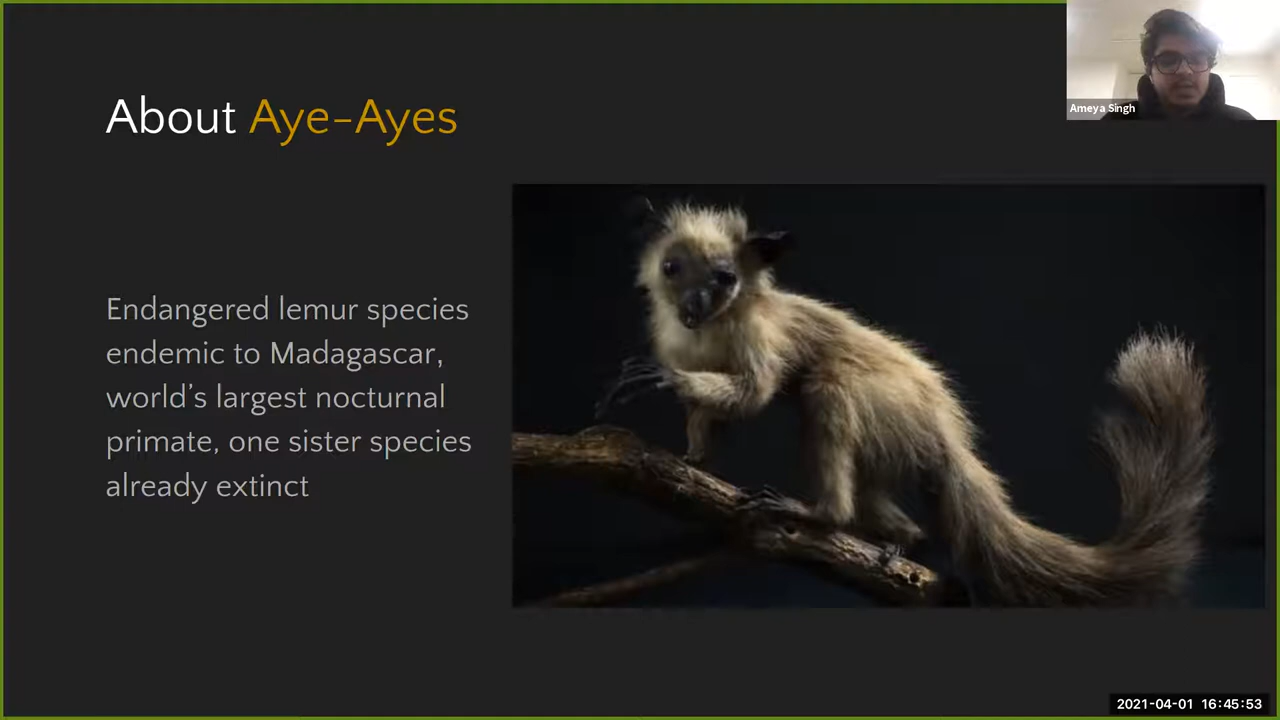 About Aye-Ayes
Ameya Singh
Endangered lemur species
endemic to Madagascar,
world's largest nocturnal
primate, one sister species
already extinct
2021-04-01 16:45:53